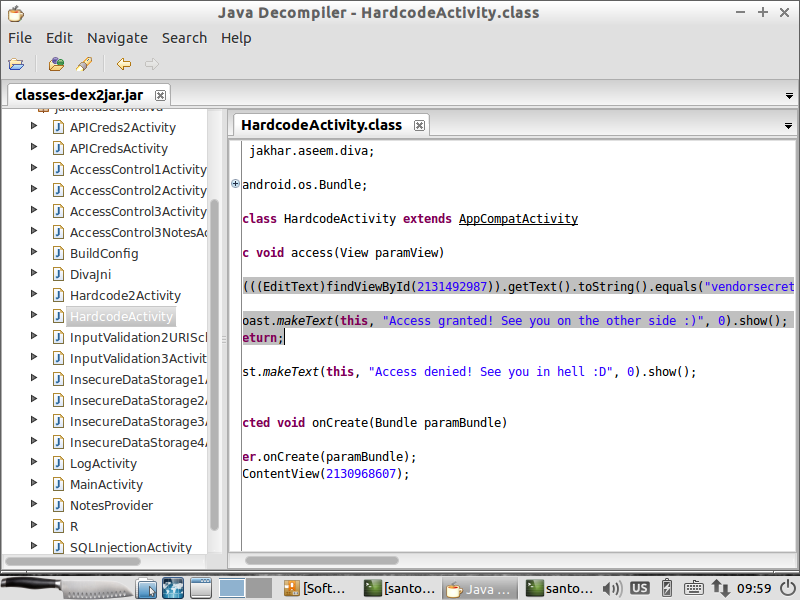 Java Decompiler - HardcodeActivity.class
File Edit Navigate Search Help
classes-dex2jar.jar
APICreds2Activity
APICredsActivity
AccessControl1Activity
AccessControl2Activity
AccessControl3Activity
AccessControl3NotesAc
BuildConfig
DivaJni
Hardcode2Activity
HardcodeActivity
InputValidation2URISch
InputValidation3Activit
InsecureDataStorage1A
InsecureDataStorage2A
InsecureDataStorage3A
InsecureDataStorage4A
LogActivity
MainActivity
NotesProvider
R
SQLInjectionActivity
HardcodeActivity.class
jakhar.aseem.diva;
android.os.Bundle;
class HardcodeActivity extends AppCompatActivity
c void access(View paramView)
(((EditText)findViewById(2131492987)).getText().toString().equals("vendorsecret
oast.makeText(this, "Access granted! See you on the other side :)", 0).show();
eturn;
st.makeText(this, "Access denied! See you in hell :D", 0).show();
cted void onCreate(Bundle paramBundle)
er.onCreate(paramBundle);
ContentView(2130968607);
[Soft... [santo... Java ... santo... US 09:59